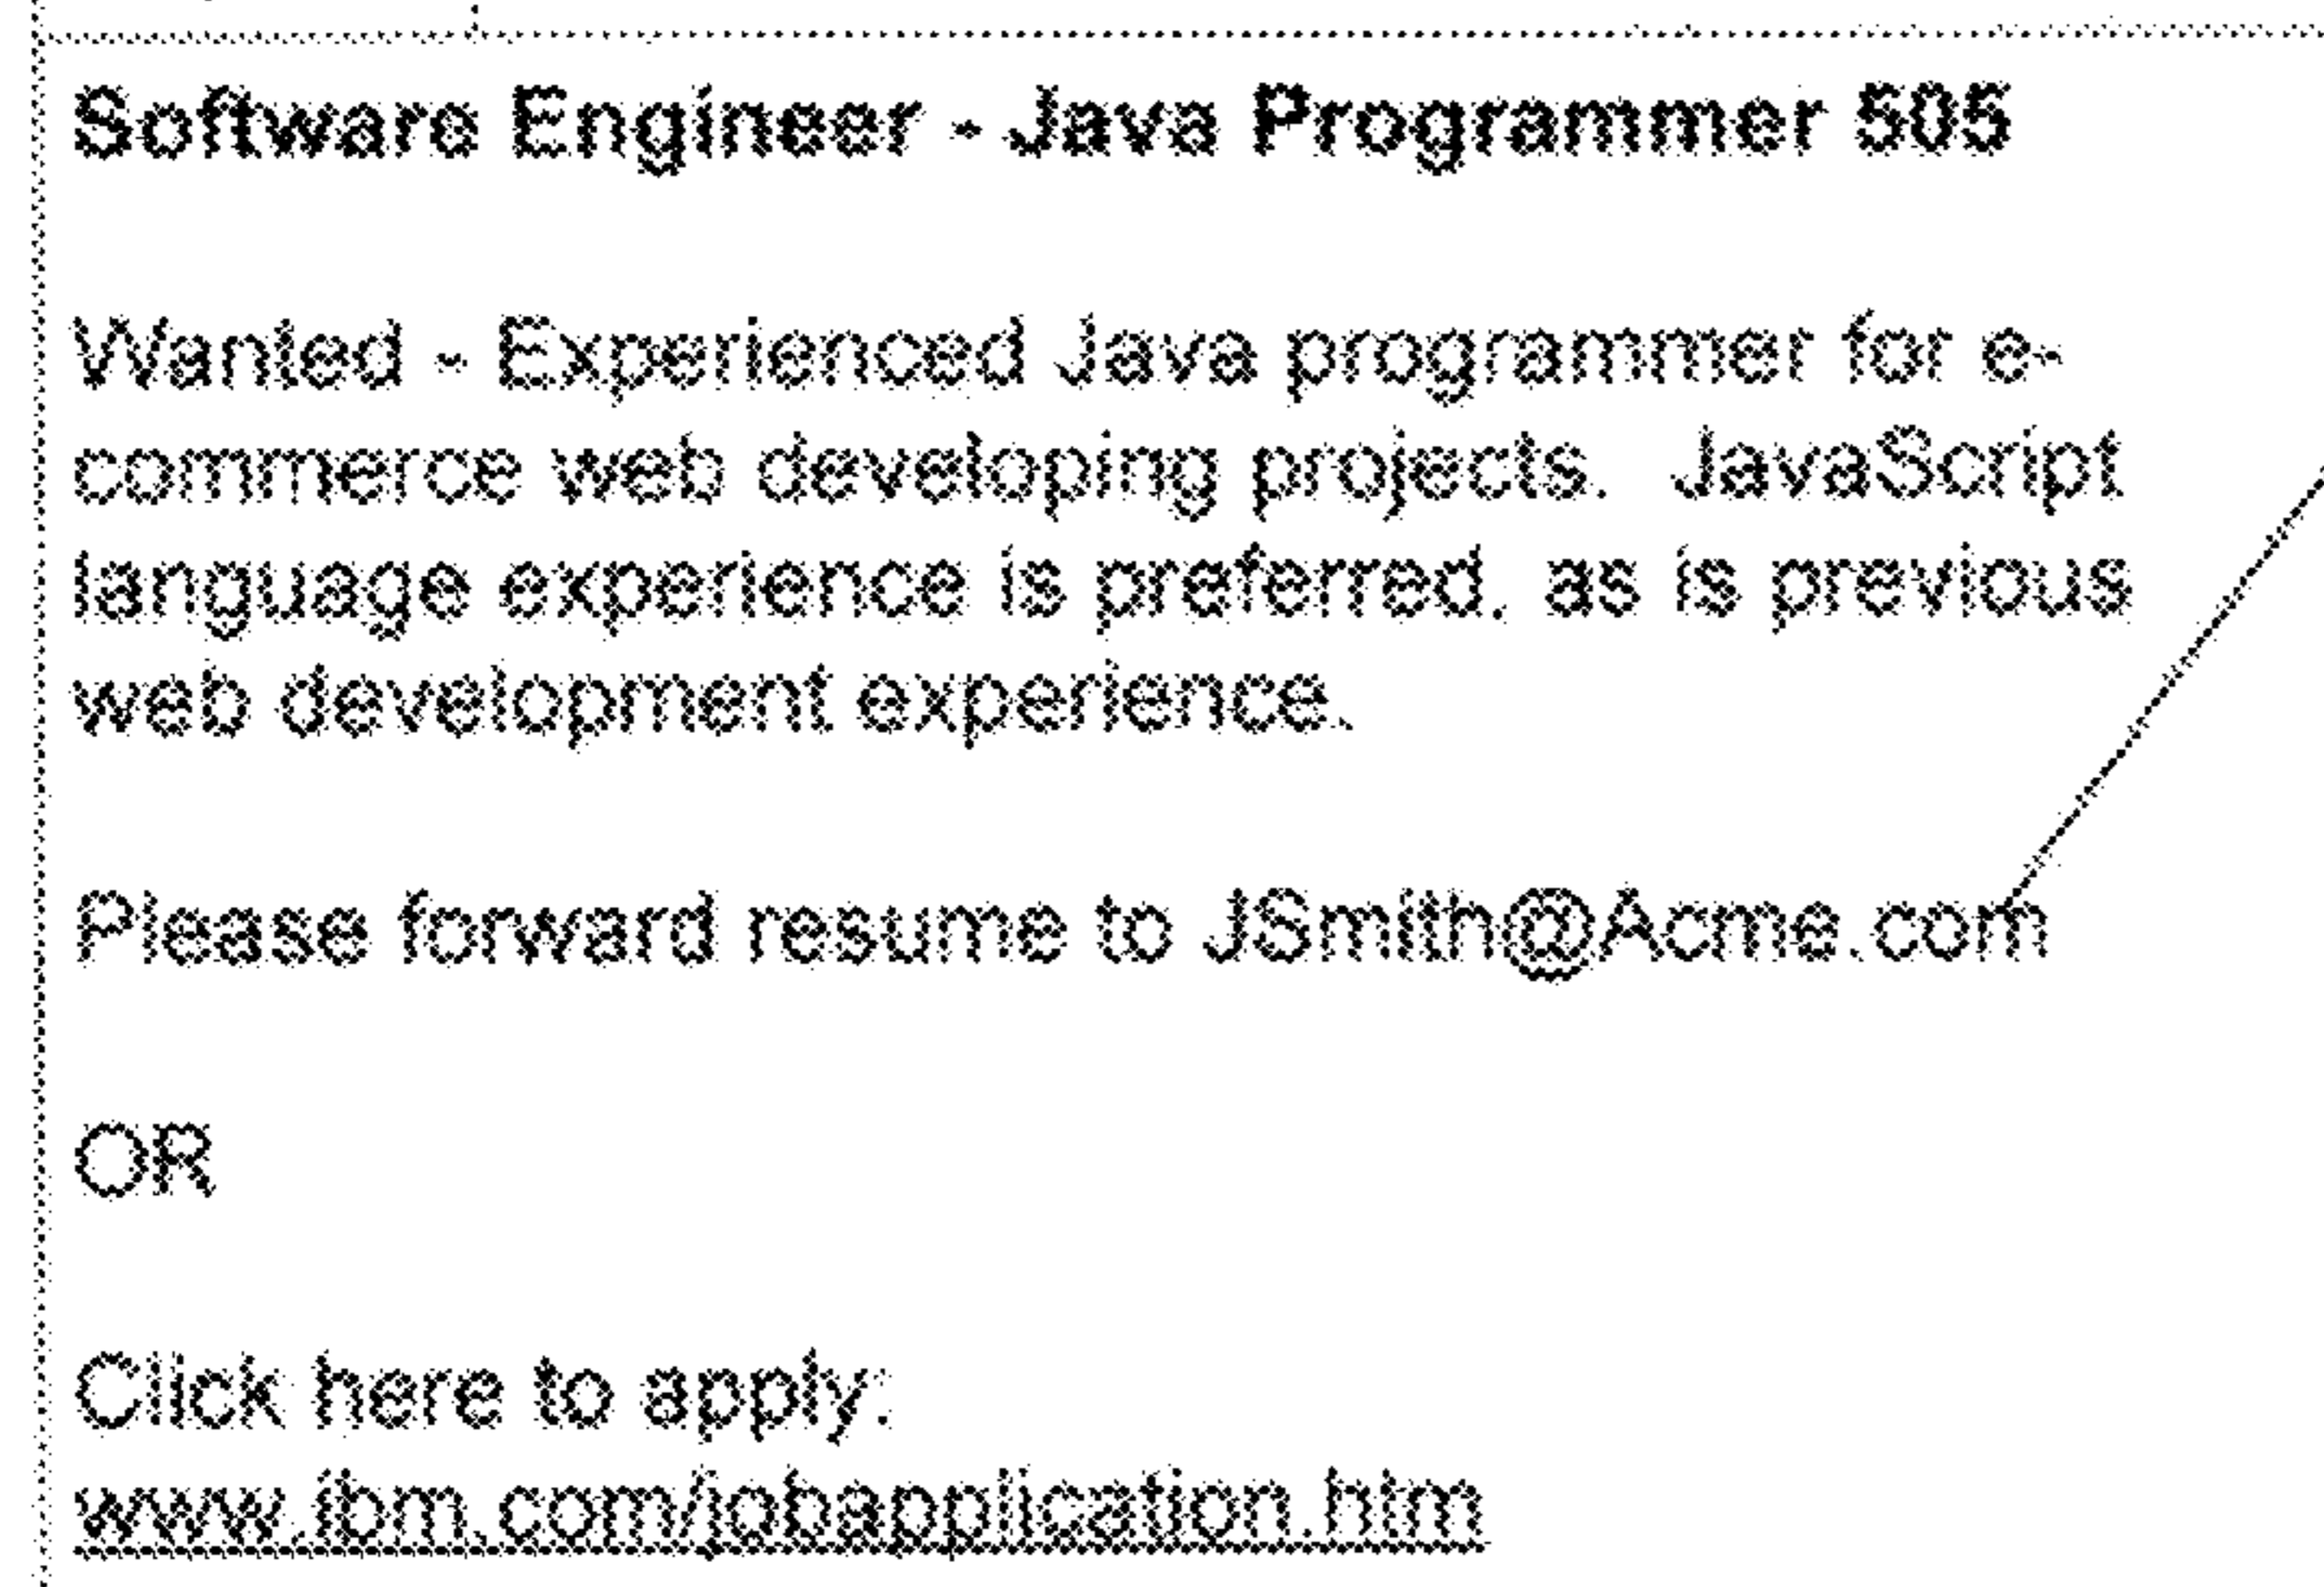 Software Engineer - Java Programmer 505
Wanted - Experienced Java programmer for e-
commerce web developing projects.  JavaScript
language experience is preferred, as is previous
web development experience.
Please forward resume to JSmith@Acme.com
OR
Click here to apply:
www.ibm.com/jobapplication.htm